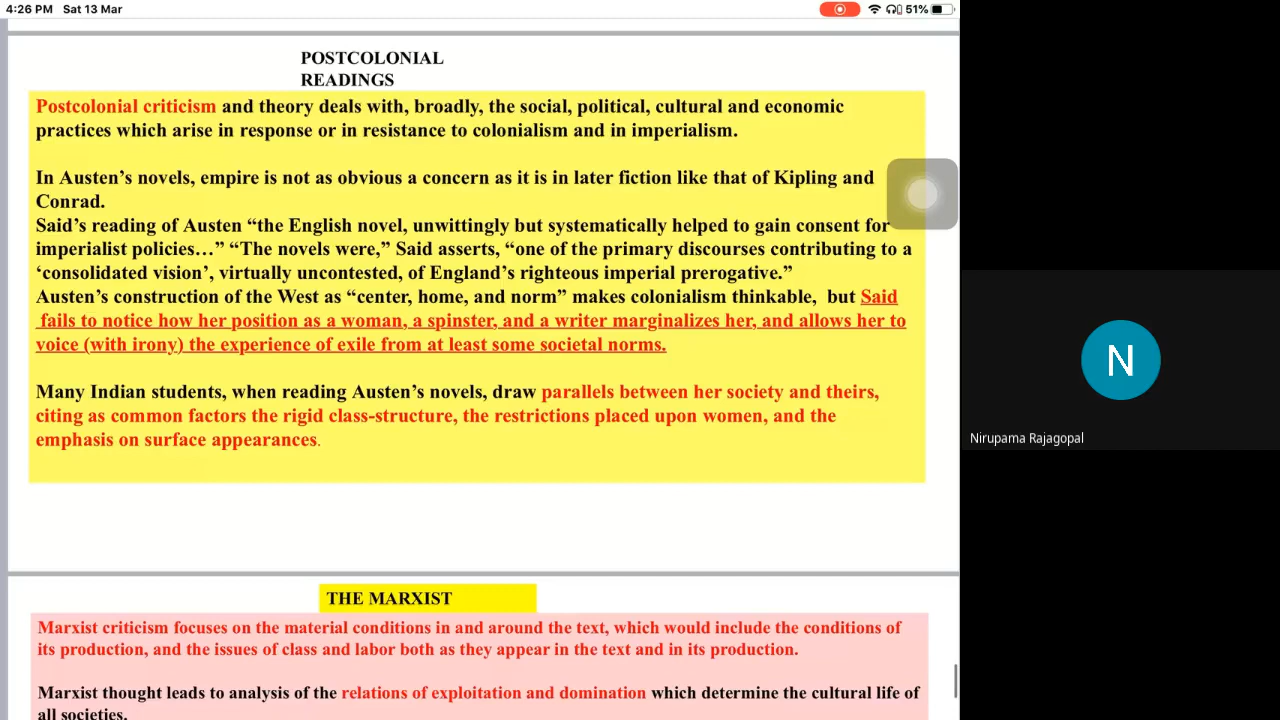 4:26 PM Sat 13 Mar
51%
POSTCOLONIAL
READINGS
Postcolonial criticism and theory deals with, broadly, the social, political, cultural and economic
practices which arise in response or in resistance to colonialism and in imperialism.
In Austen’s novels, empire is not as obvious a concern as it is in later fiction like that of Kipling and
Conrad.
Said’s reading of Austen “the English novel, unwittingly but systematically helped to gain consent for
imperialist policies…” “The novels were,” Said asserts, “one of the primary discourses contributing to a
‘consolidated vision’, virtually uncontested, of England’s righteous imperial prerogative.”
Austen’s construction of the West as “center, home, and norm” makes colonialism thinkable, but Said
fails to notice how her position as a woman, a spinster, and a writer marginalizes her, and allows her to
voice (with irony) the experience of exile from at least some societal norms.
Many Indian students, when reading Austen’s novels, draw parallels between her society and theirs,
citing as common factors the rigid class-structure, the restrictions placed upon women, and the
emphasis on surface appearances.
N
Nirupama Rajagopal
THE MARXIST
Marxist criticism focuses on the material conditions in and around the text, which would include the conditions of
its production, and the issues of class and labor both as they appear in the text and in its production.
Marxist thought leads to analysis of the relations of exploitation and domination which determine the cultural life of
all societies.